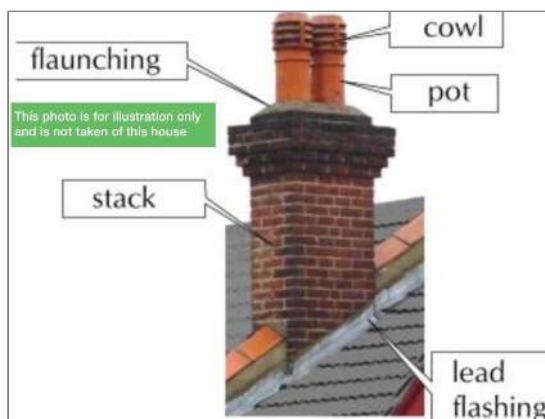 cowl
flaunching
pot
This photo is for illustration only
and is not taken of this house
stack
lead
flashing